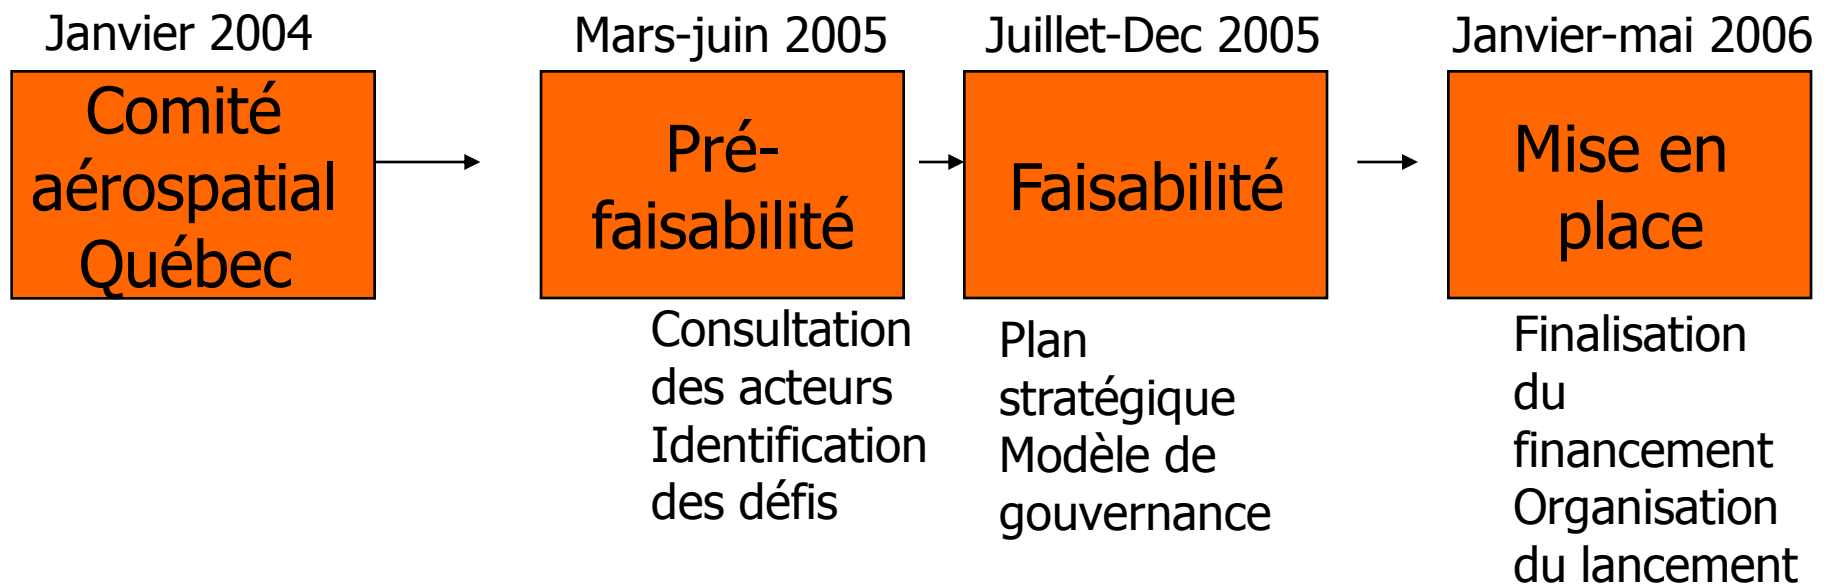 Janvier 2004
Comité
aérospatial
Québec
Mars-juin 2005
Pré-
faisabilité
Consultation
des acteurs
Identification
des défis
Juillet-Dec 2005
Faisabilité
Plan
stratégique
Modèle de
gouvernance
Janvier-mai 2006
Mise en
place
Finalisation
du
financement
Organisation
du lancement